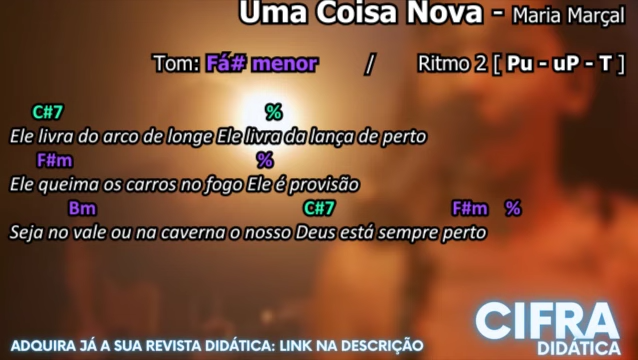 Uma Coisa Nova - Maria Marçal
Tom: Fá# menor / Ritmo 2 [ Pu - uP - T ]
C#7 %
Ele livra do arco de longe Ele livra da lança de perto
F#m %
Ele queima os carros no fogo Ele é provisão
Bm C#7 F#m %
Seja no vale ou na caverna o nosso Deus está sempre perto
CIFRA
DIDÁTICA
ADQUIRA JÁ A SUA REVISTA DIDÁTICA: LINK NA DESCRIÇÃO